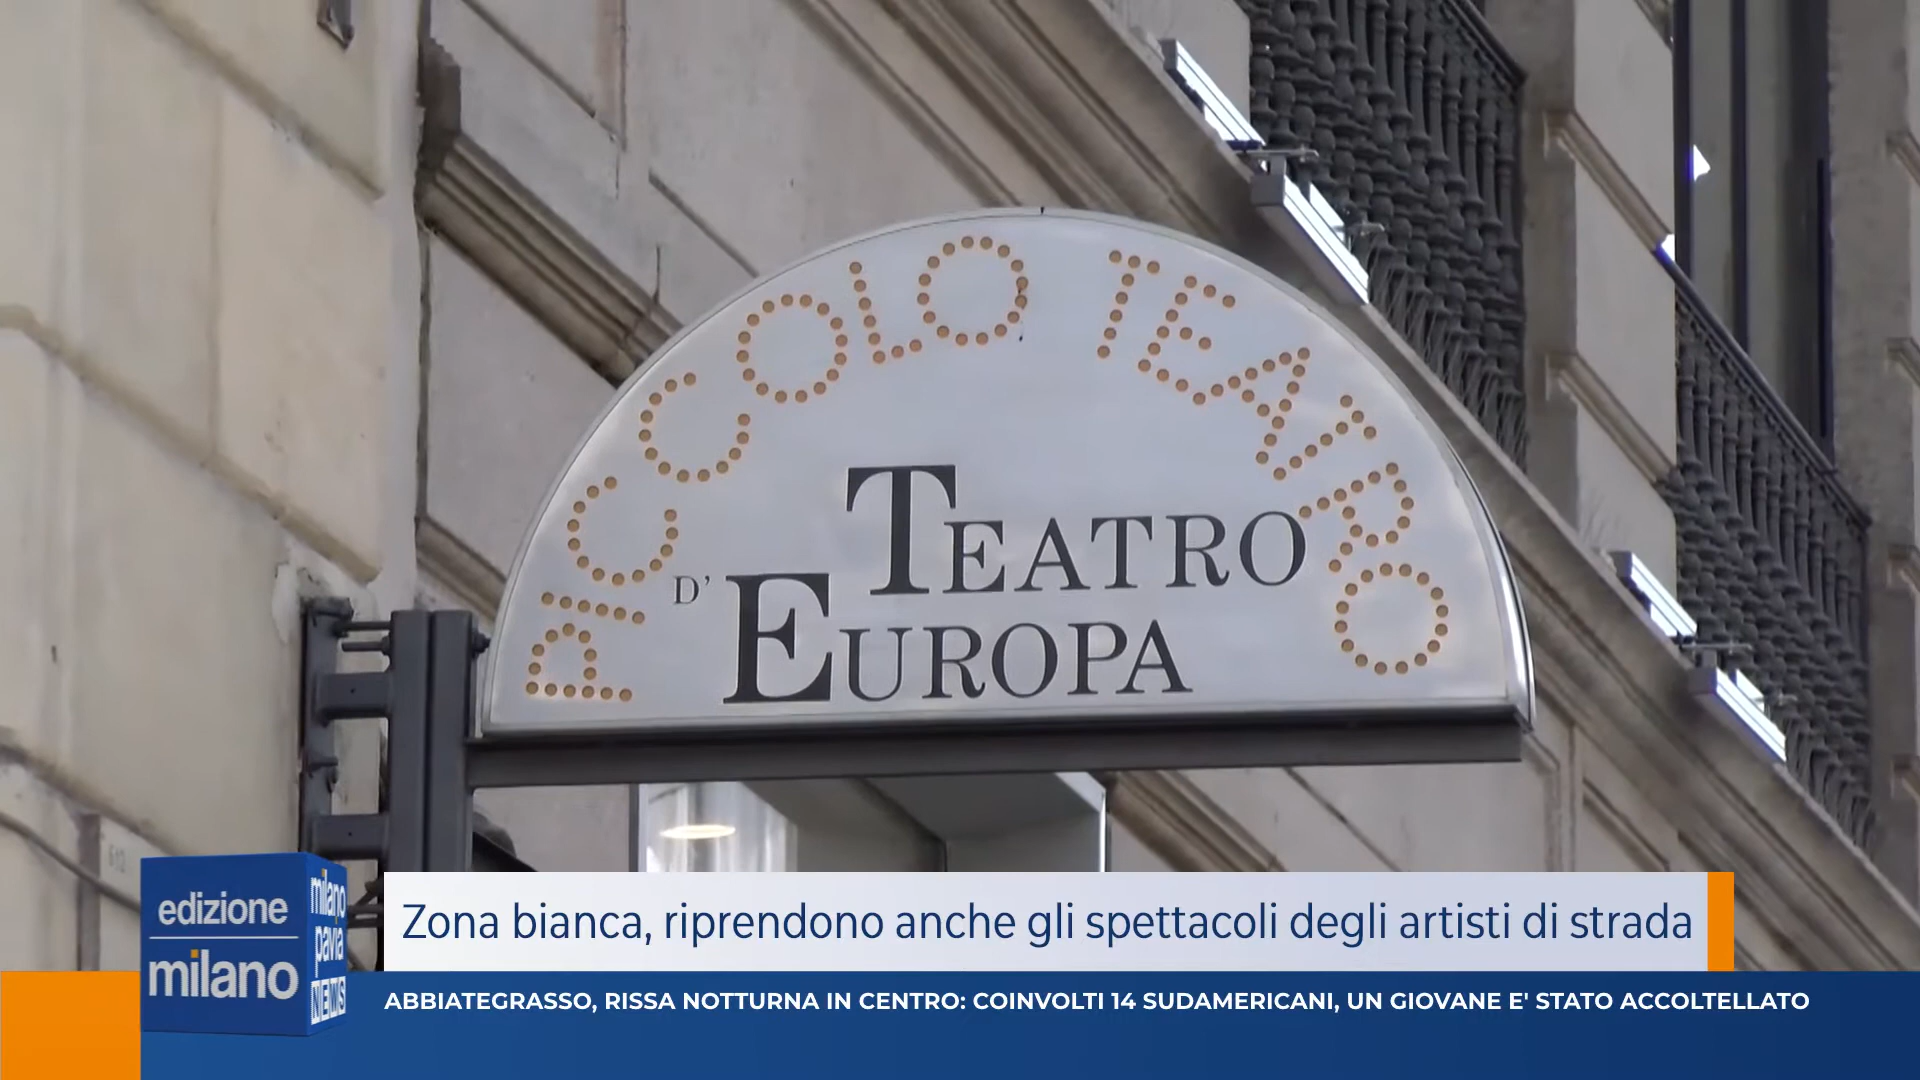 PICCOLO TEATRO
TEATRO
D'EUROPA
Zona bianca, riprendono anche gli spettacoli degli artisti di strada
edizione
milano
milano
pavia
NEWS
ABBIATEGRASSO, RISSA NOTTURNA IN CENTRO: COINVOLTI 14 SUDAMERICANI, UN GIOVANE E' STATO ACCOLTELLATO